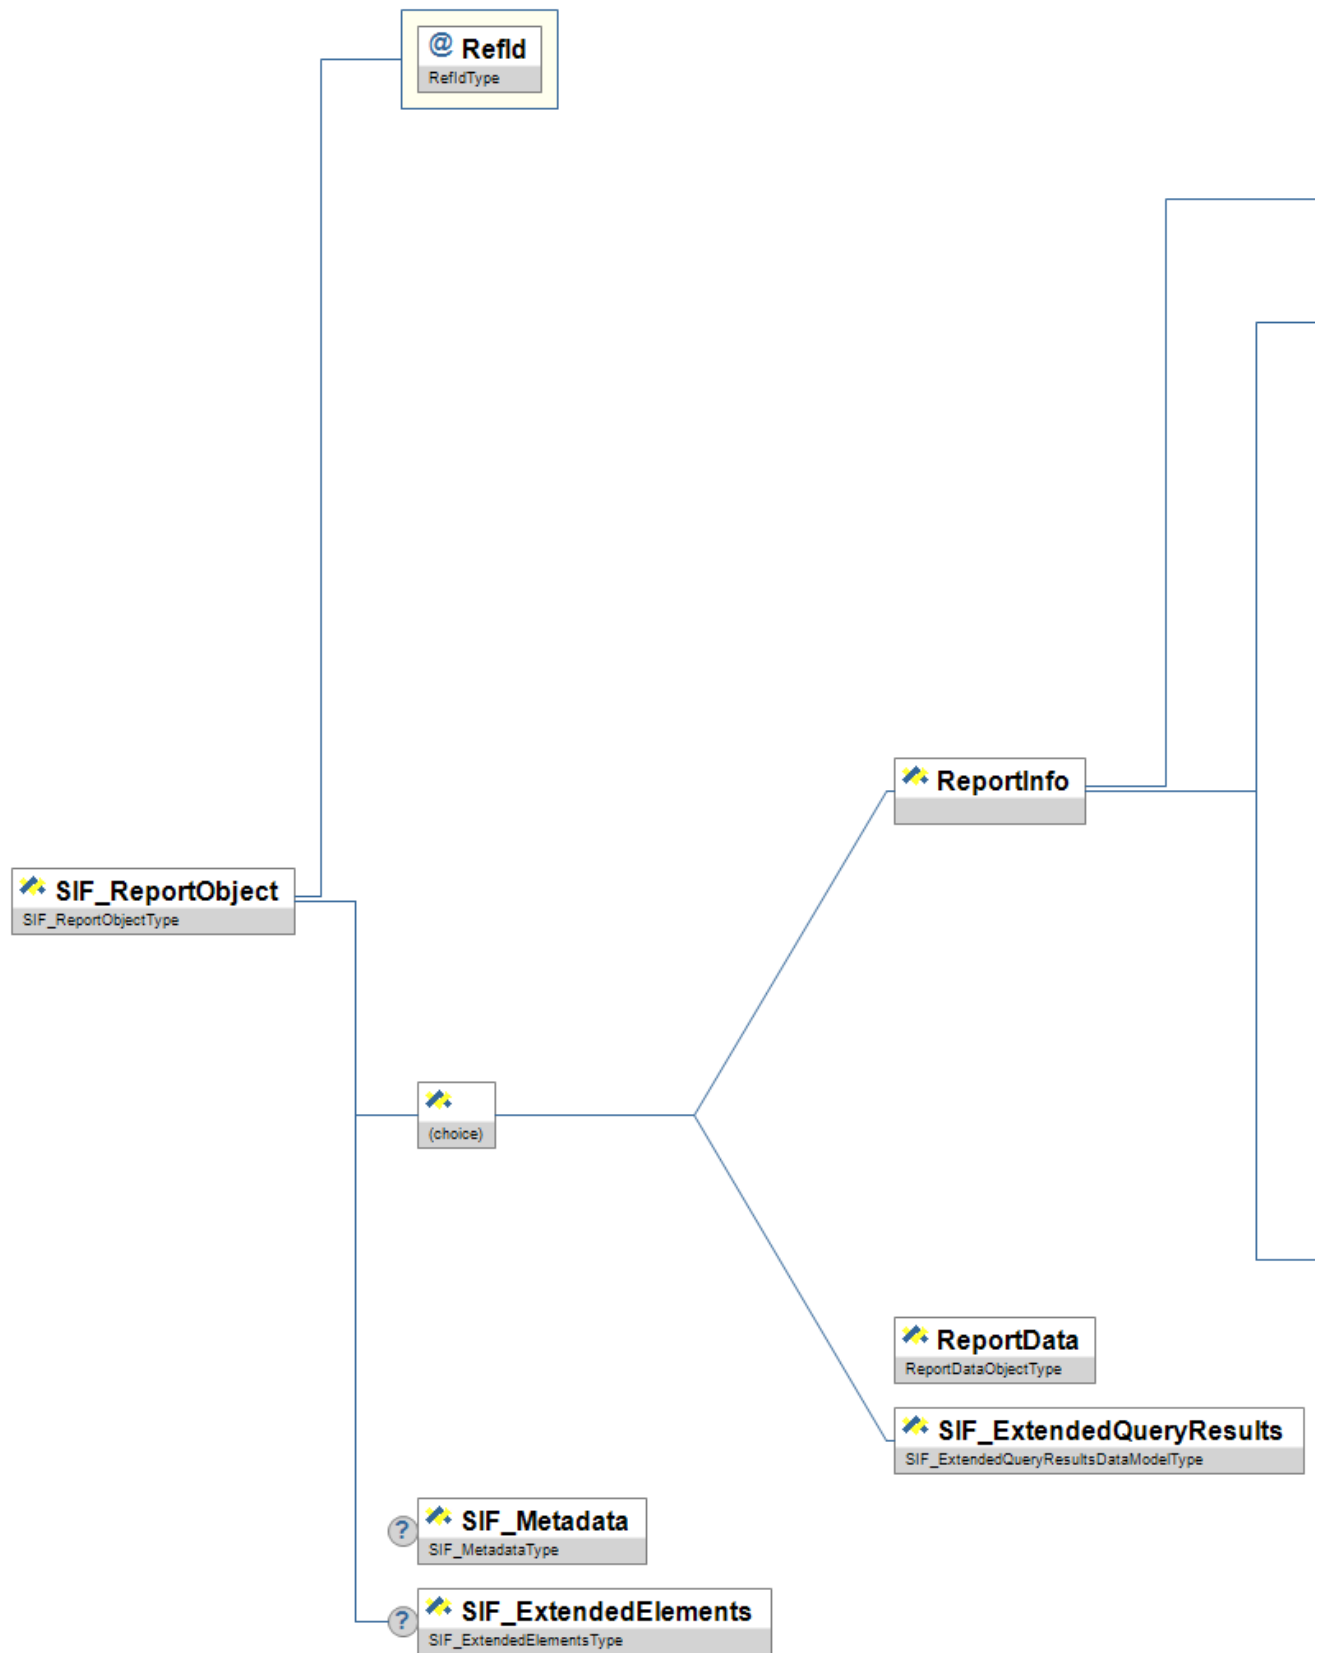 @ RefId
RefIdType
ReportInfo
SIF_ReportObject
SIF_ReportObjectType
(choice)
ReportData
ReportDataObjectType
SIF_ExtendedQueryResults
SIF_ExtendedQueryResultsDataModelType
? SIF_Metadata
SIF_MetadataType
? SIF_ExtendedElements
SIF_ExtendedElementsType